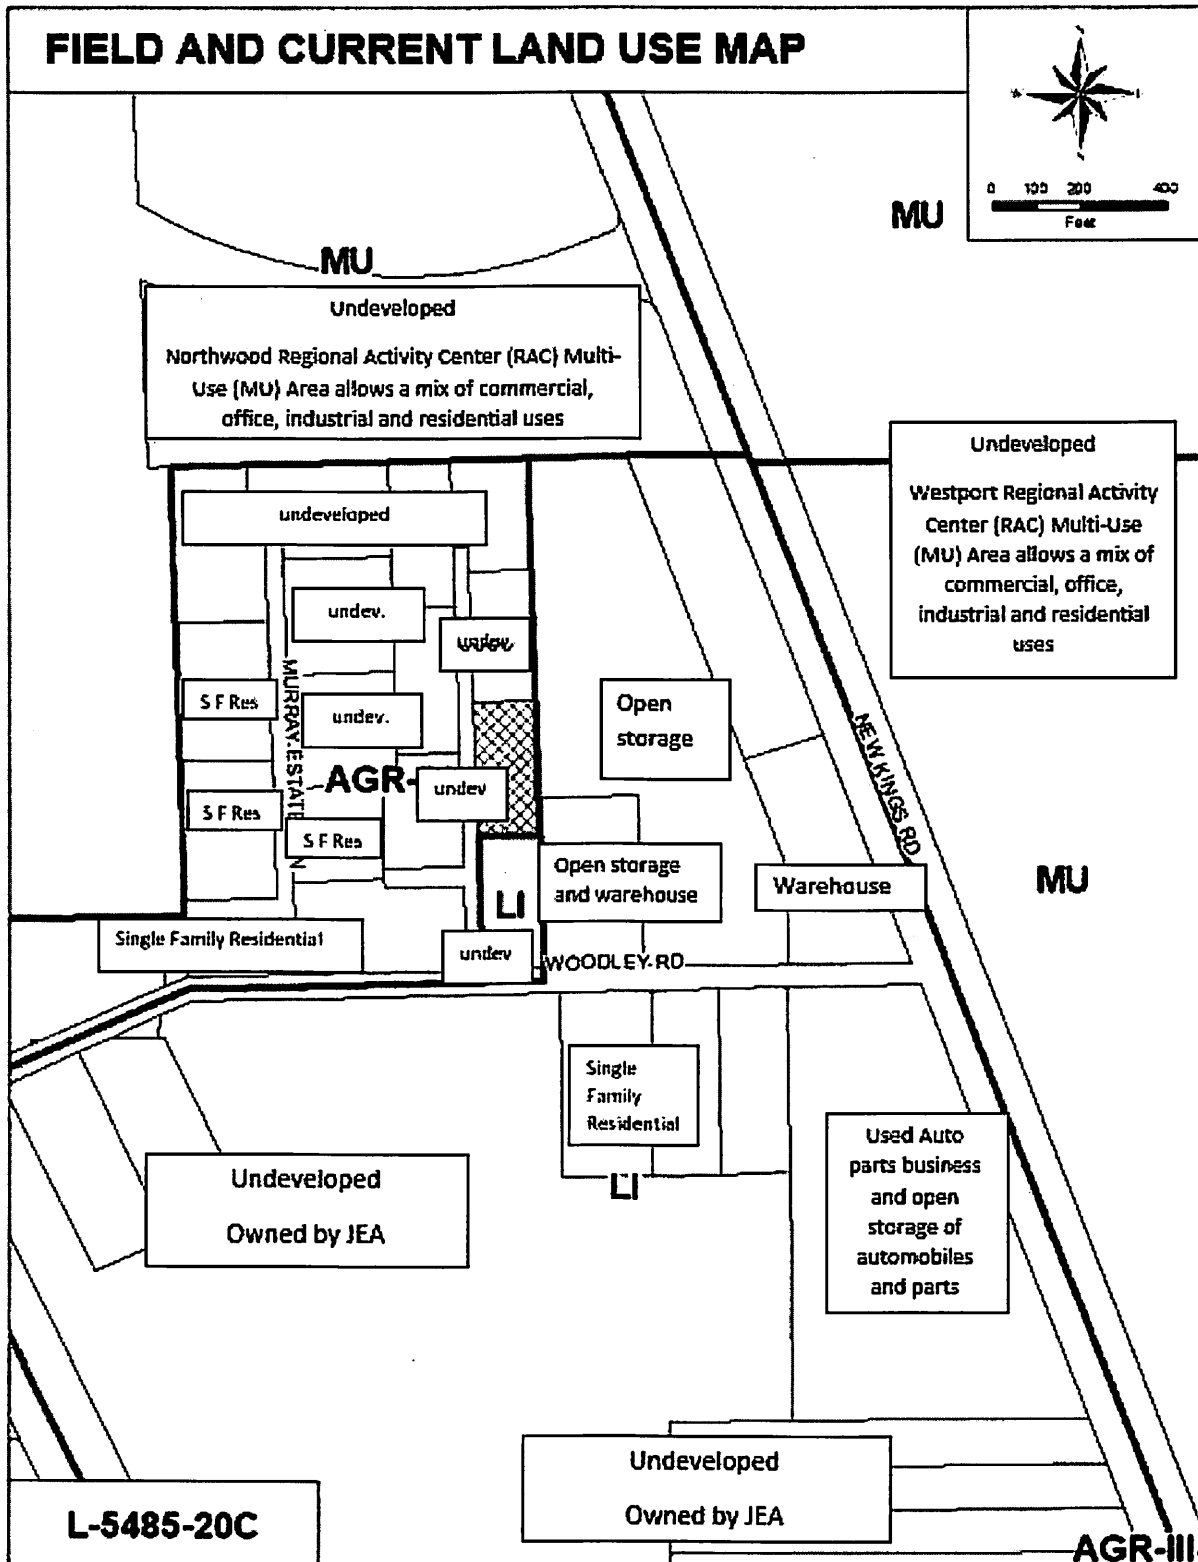 FIELD AND CURRENT LAND USE MAP
0 100 200 400
Feet
MU
MU
Undeveloped
Northwood Regional Activity Center (RAC) Multi-
Use (MU) Area allows a mix of commercial,
office, industrial and residential uses
Undeveloped
Westport Regional Activity
Center (RAC) Multi-Use
(MU) Area allows a mix of
commercial, office,
industrial and residential
uses
undeveloped
undev.
undev.
S F Res
undev.
Open
storage
NEW KINGS RD
AGR-
undev
S F Res
S F Res
Open storage
and warehouse
Warehouse
MU
LI
Single Family Residential
undev
WOODLEY RD
Single
Family
Residential
LI
Used Auto
parts business
and open
storage of
automobiles
and parts
Undeveloped
Owned by JEA
Undeveloped
Owned by JEA
L-5485-20C
AGR-III